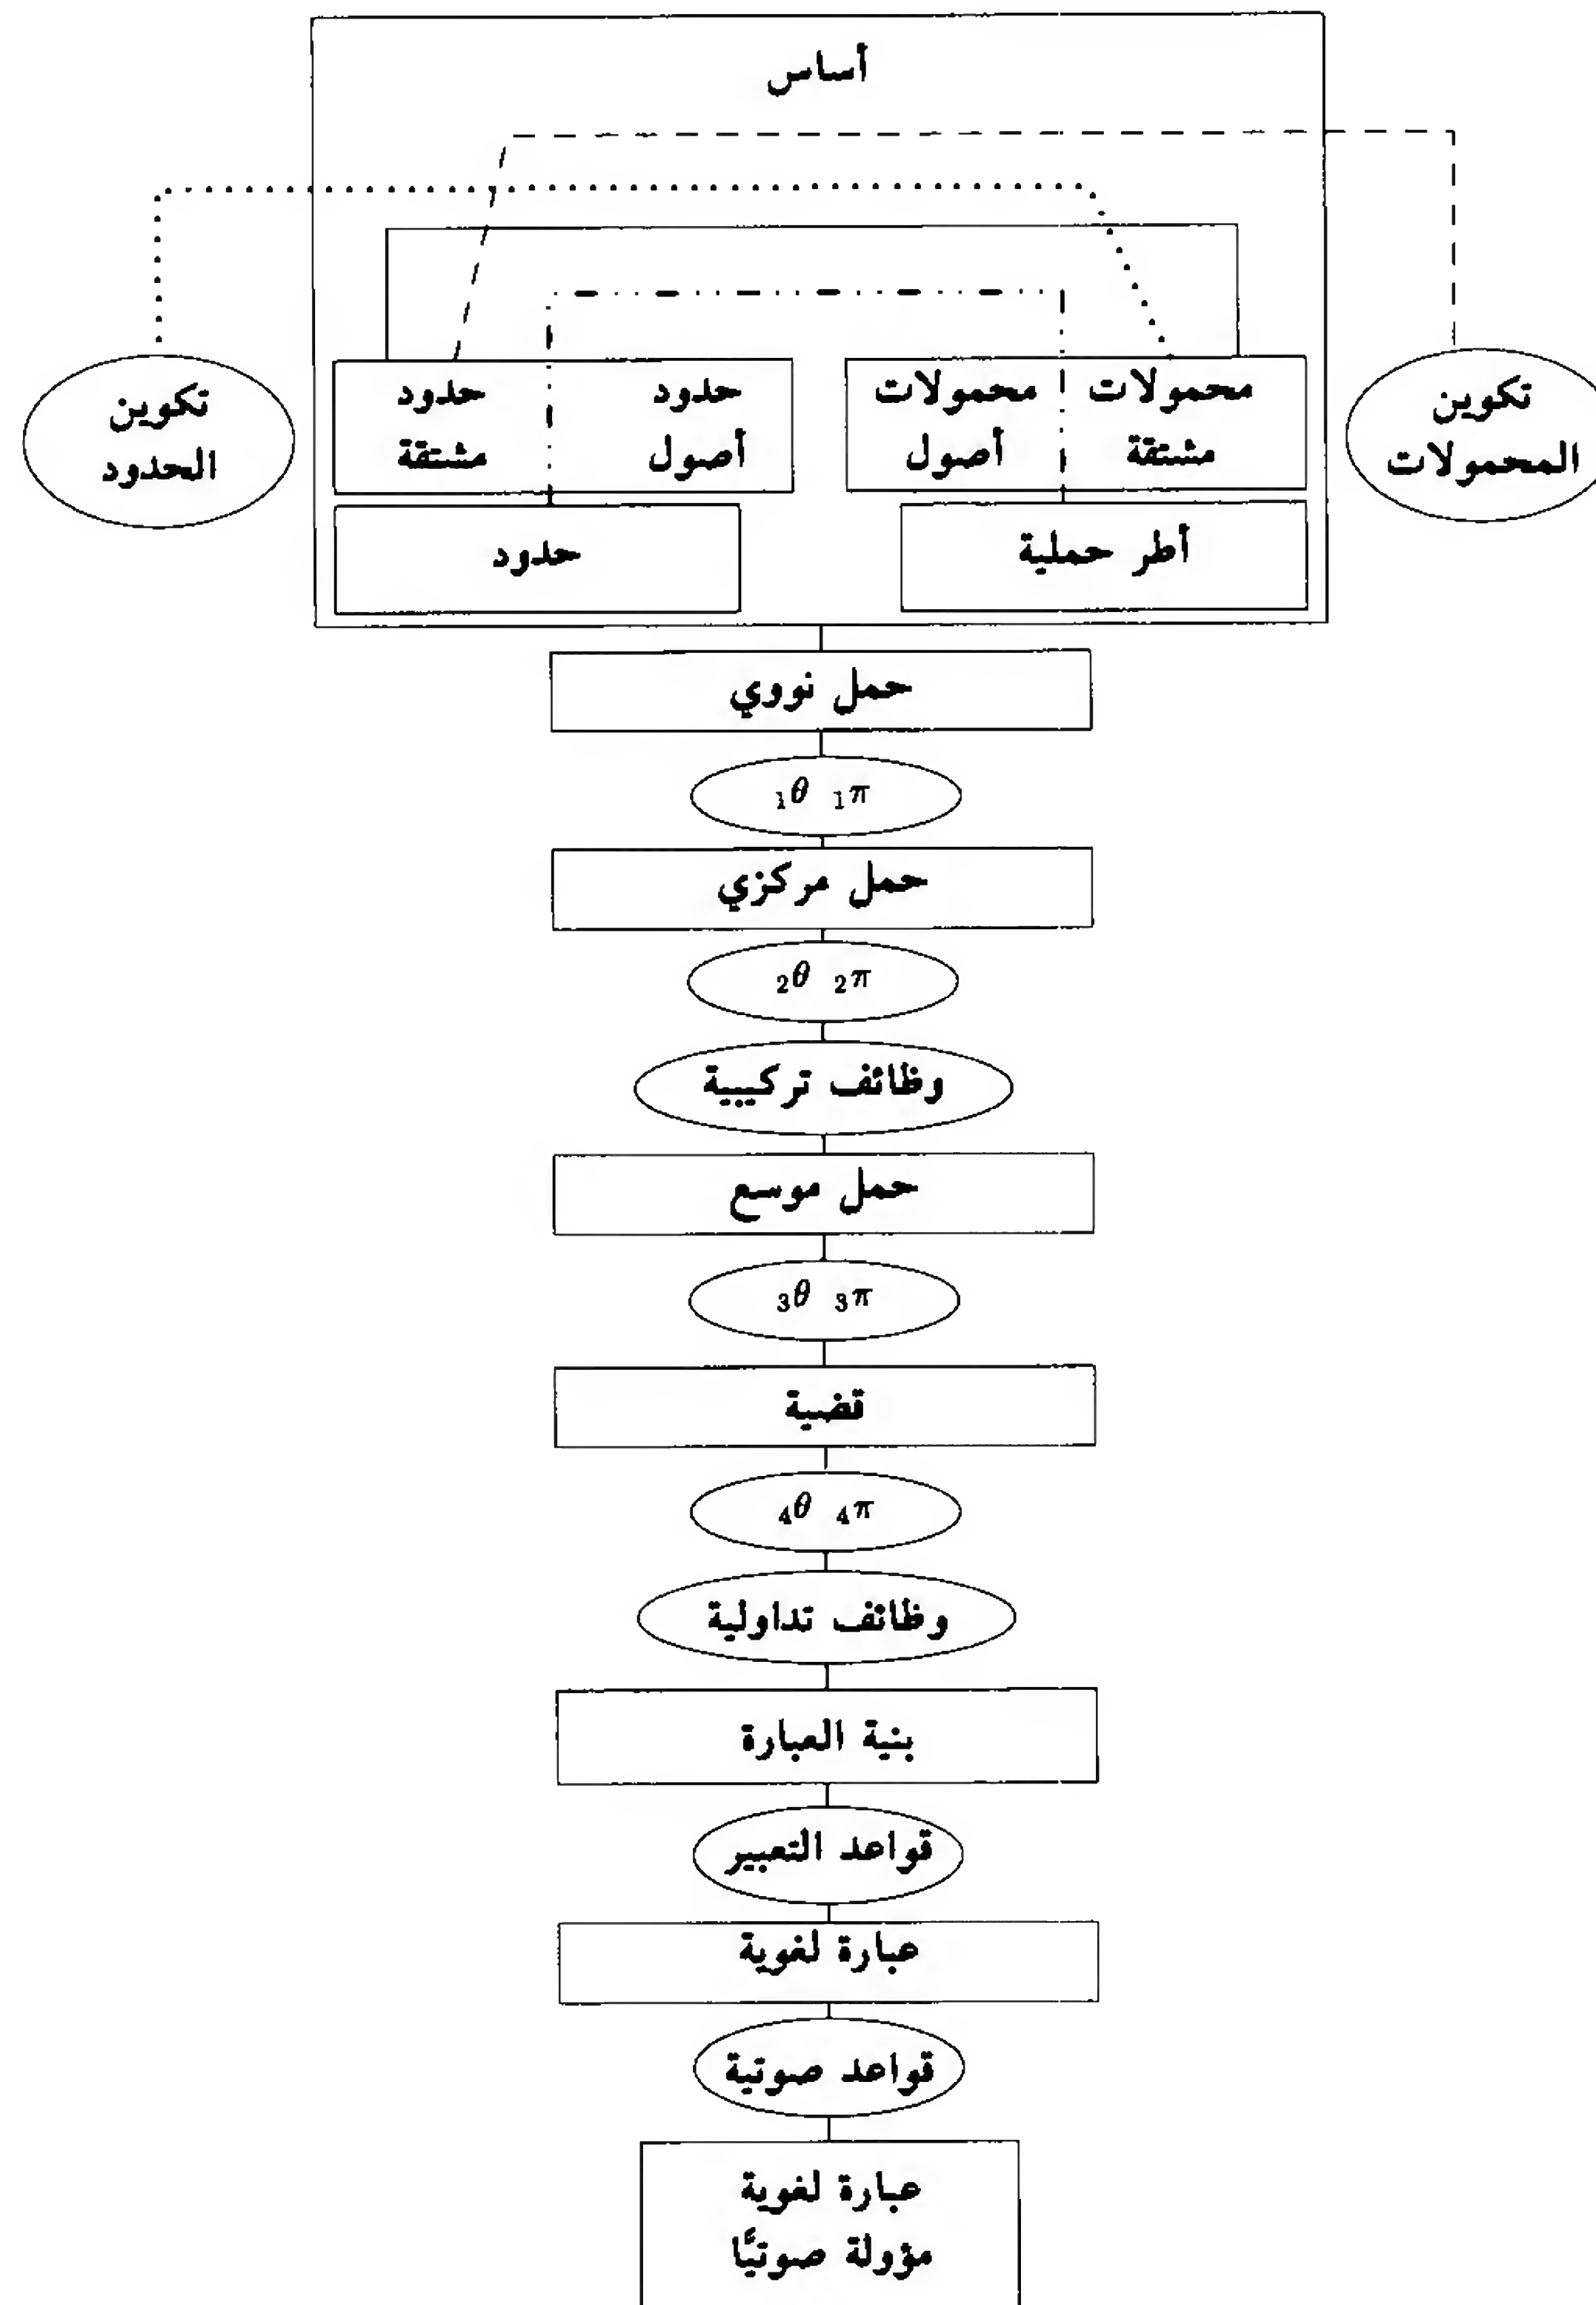 أساس
تكوين
المحمولات
محمولات
مشتقة
محمولات
أصول
حدود
أصول
حدود
مشتقة
تكوين
الحدود
أطر حملية
حدود
حمل نووي
π₁ θ₁
حمل مركزي
π₂ θ₂
وظائف تركيبية
حمل موسع
π₃ θ₃
قضية
π₄ θ₄
وظائف تداولية
بنية العبارة
قواعد التعبير
عبارة لغوية
قواعد صوتية
عبارة لغوية
مؤولة صوتيًّا